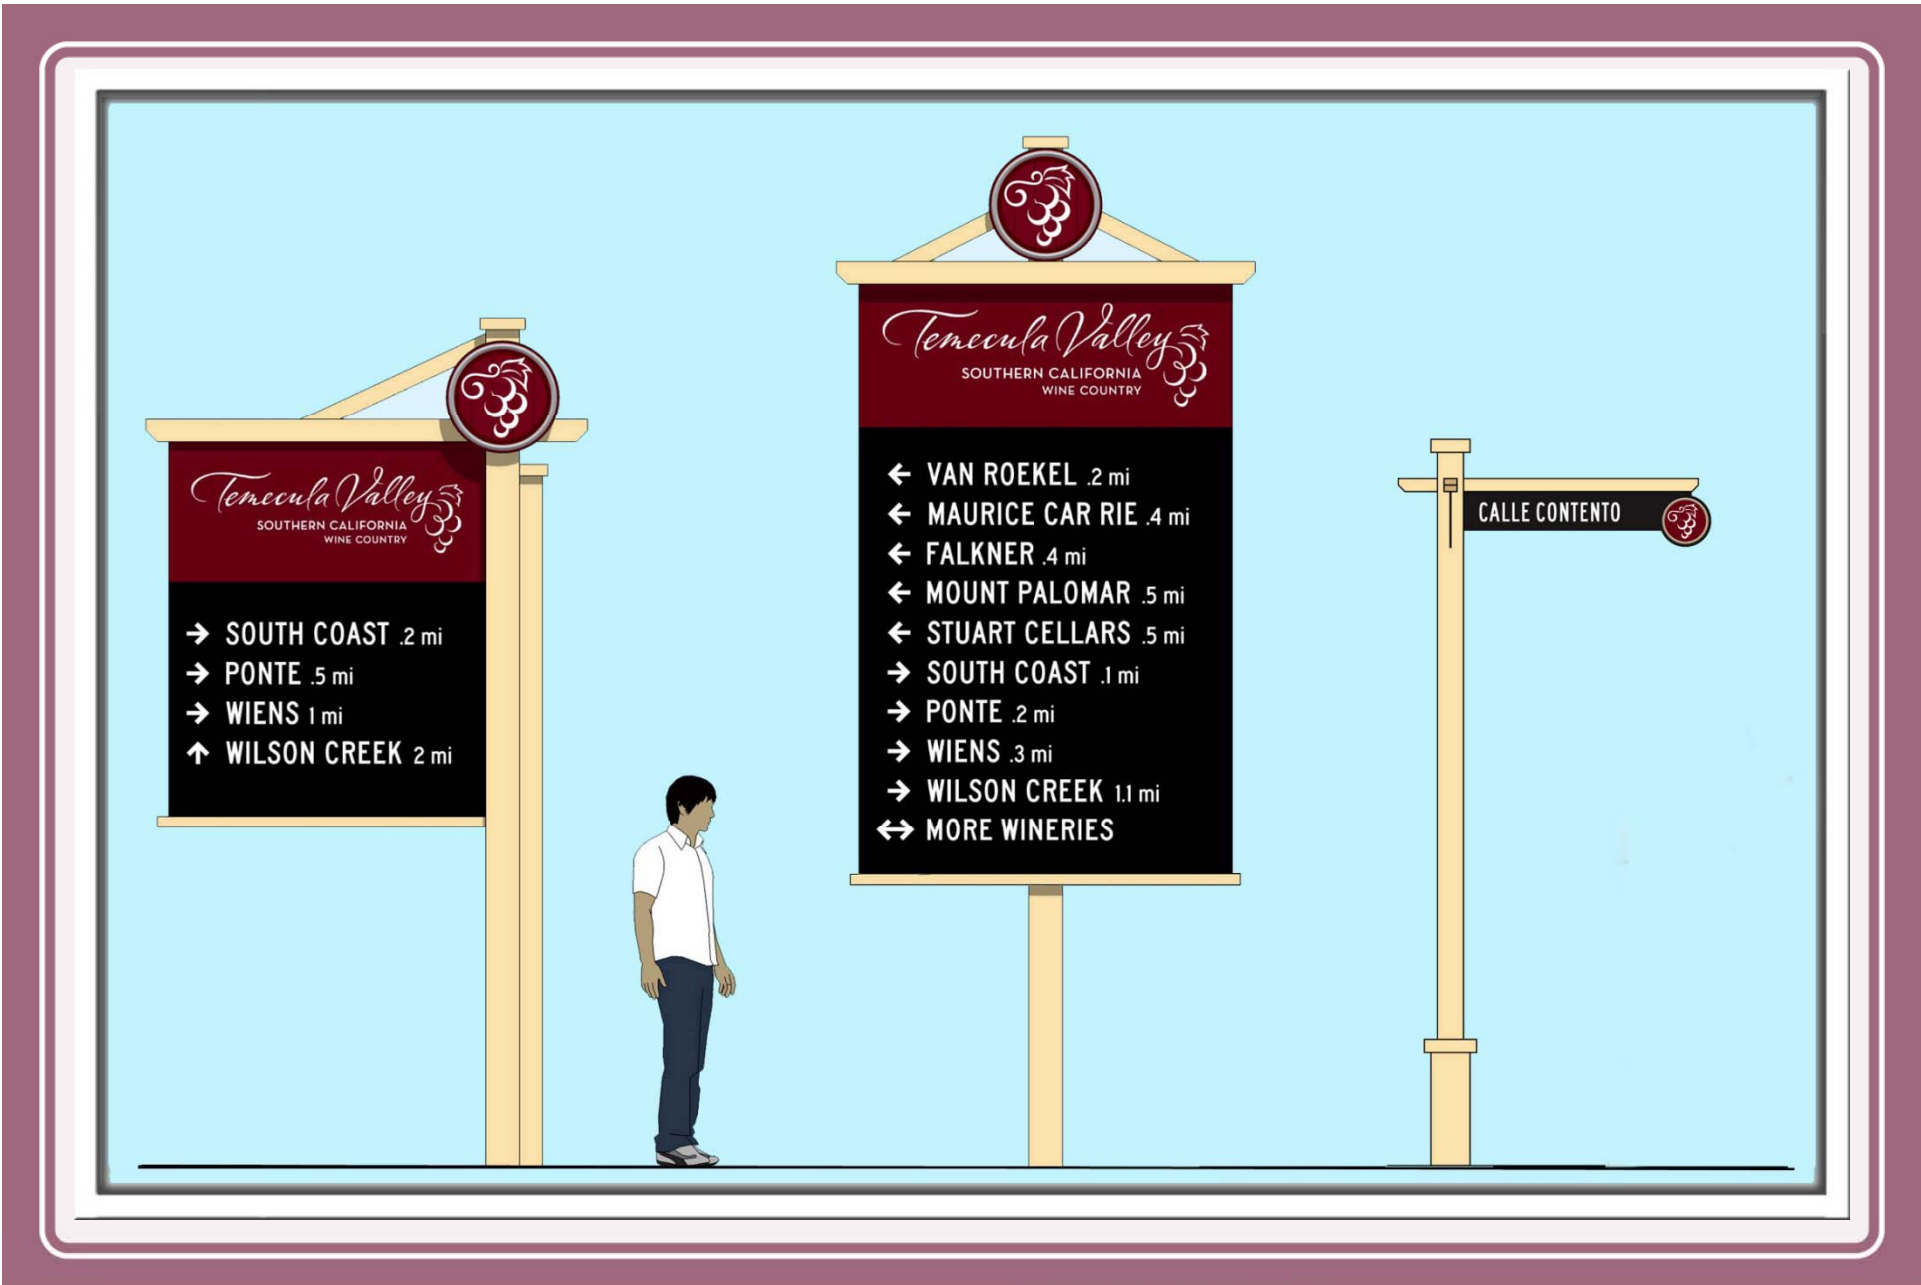 Temecula Valley
SOUTHERN CALIFORNIA
WINE COUNTRY
→ SOUTH COAST .2 mi
→ PONTE .5 mi
→ WIENS 1 mi
↑ WILSON CREEK 2 mi
Temecula Valley
SOUTHERN CALIFORNIA
WINE COUNTRY
← VAN ROEKEL .2 mi
← MAURICE CAR RIE .4 mi
← FALKNER .4 mi
← MOUNT PALOMAR .5 mi
← STUART CELLARS .5 mi
→ SOUTH COAST .1 mi
→ PONTE .2 mi
→ WIENS .3 mi
→ WILSON CREEK 1.1 mi
↔ MORE WINERIES
CALLE CONTENTO